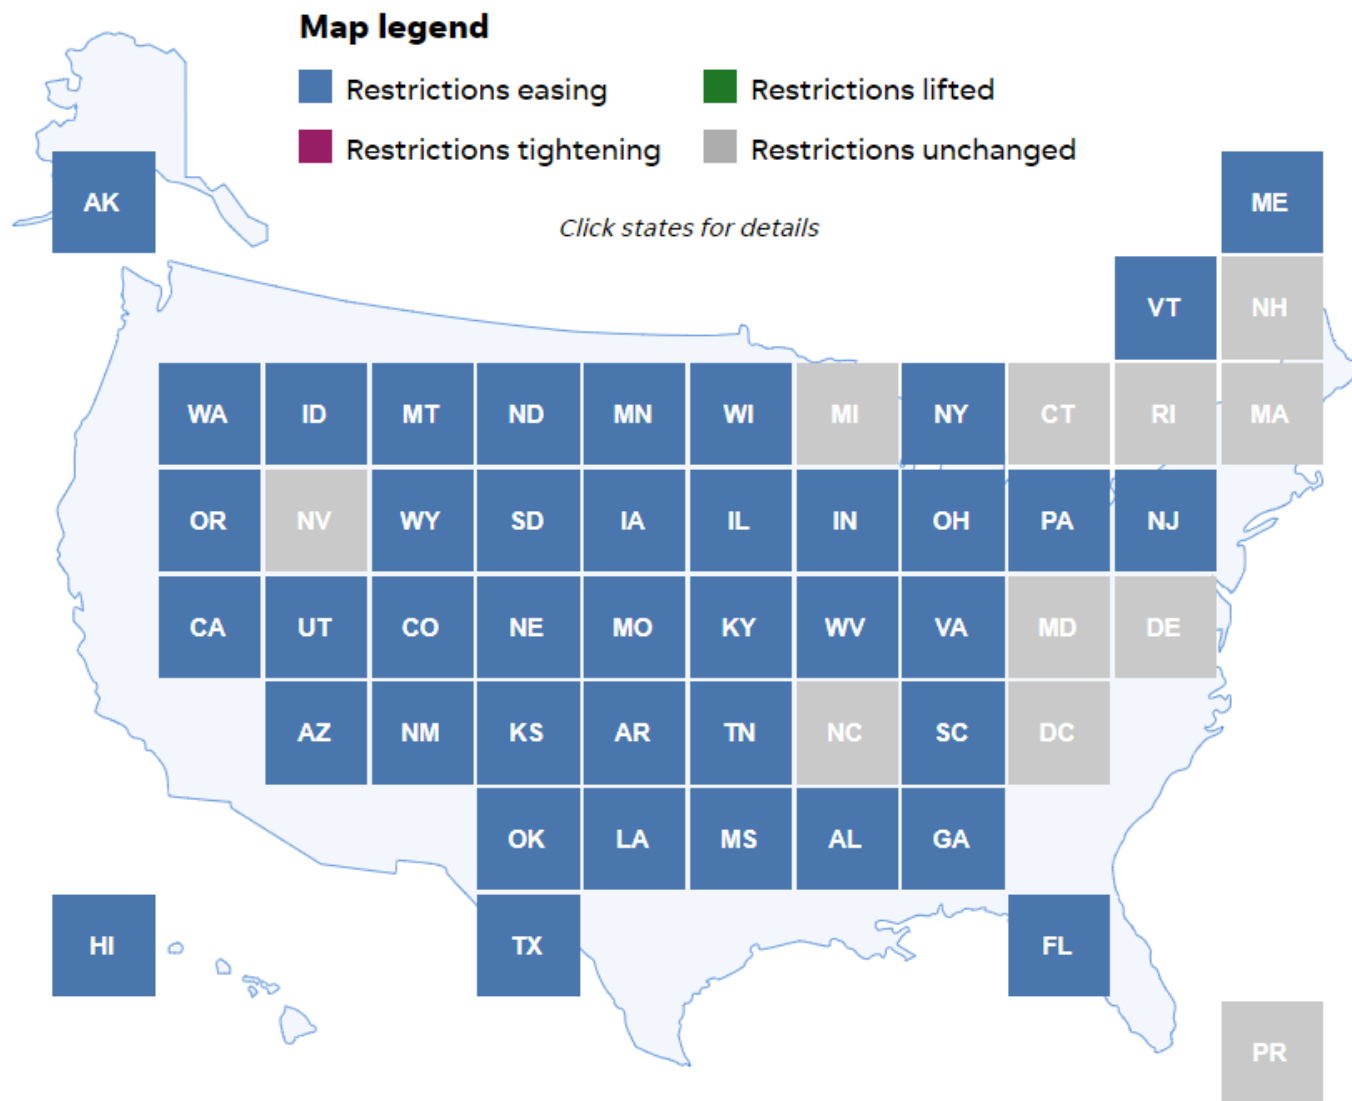 Map legend
Restrictions easing
Restrictions lifted
Restrictions tightening
Restrictions unchanged
Click states for details
AK
ME
VT NH
WA ID MT ND MN WI MI NY CT RI MA
OR NV WY SD IA IL IN OH PA NJ
CA UT CO NE MO KY WV VA MD DE
AZ NM KS AR TN NC SC DC
OK LA MS AL GA
HI TX FL
PR